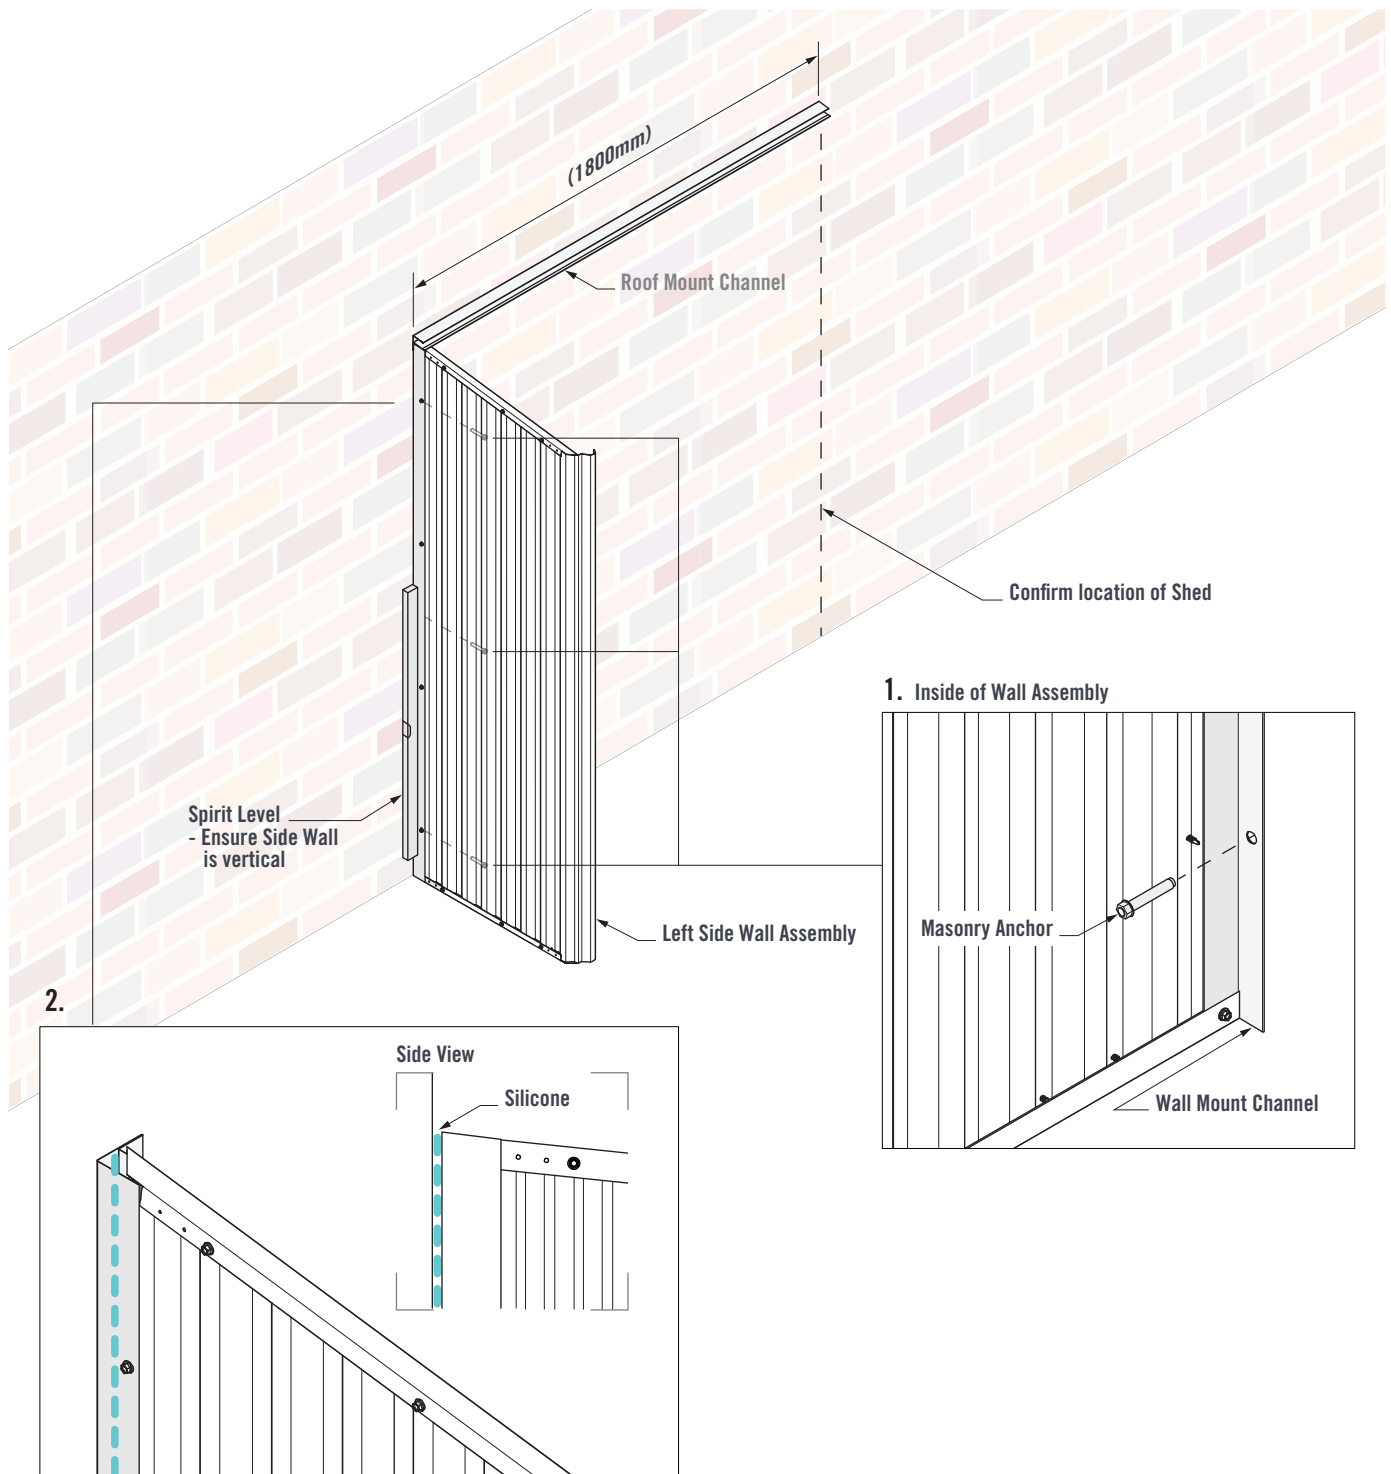 (1800mm)
Roof Mount Channel
Confirm location of Shed
1. Inside of Wall Assembly
Spirit Level
- Ensure Side Wall
is vertical
Masonry Anchor
Left Side Wall Assembly
2.
Side View
Silicone
Wall Mount Channel